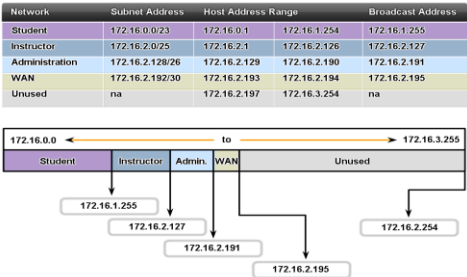 Network Subnet Address Host Address Range Broadcast Address
Student 172.16.0.0/23 172.16.0.1 172.16.1.254 172.16.1.255
Instructor 172.16.2.0/25 172.16.2.1 172.16.2.126 172.16.2.127
Administration 172.16.2.128/26 172.16.2.129 172.16.2.190 172.16.2.191
WAN 172.16.2.192/30 172.16.2.193 172.16.2.194 172.16.2.195
Unused na 172.16.2.197 172.16.3.254 na
172.16.0.0 to 172.16.3.255
Student Instructor Admin. WAN Unused
172.16.1.255
172.16.2.127
172.16.2.254
172.16.2.191
172.16.2.195